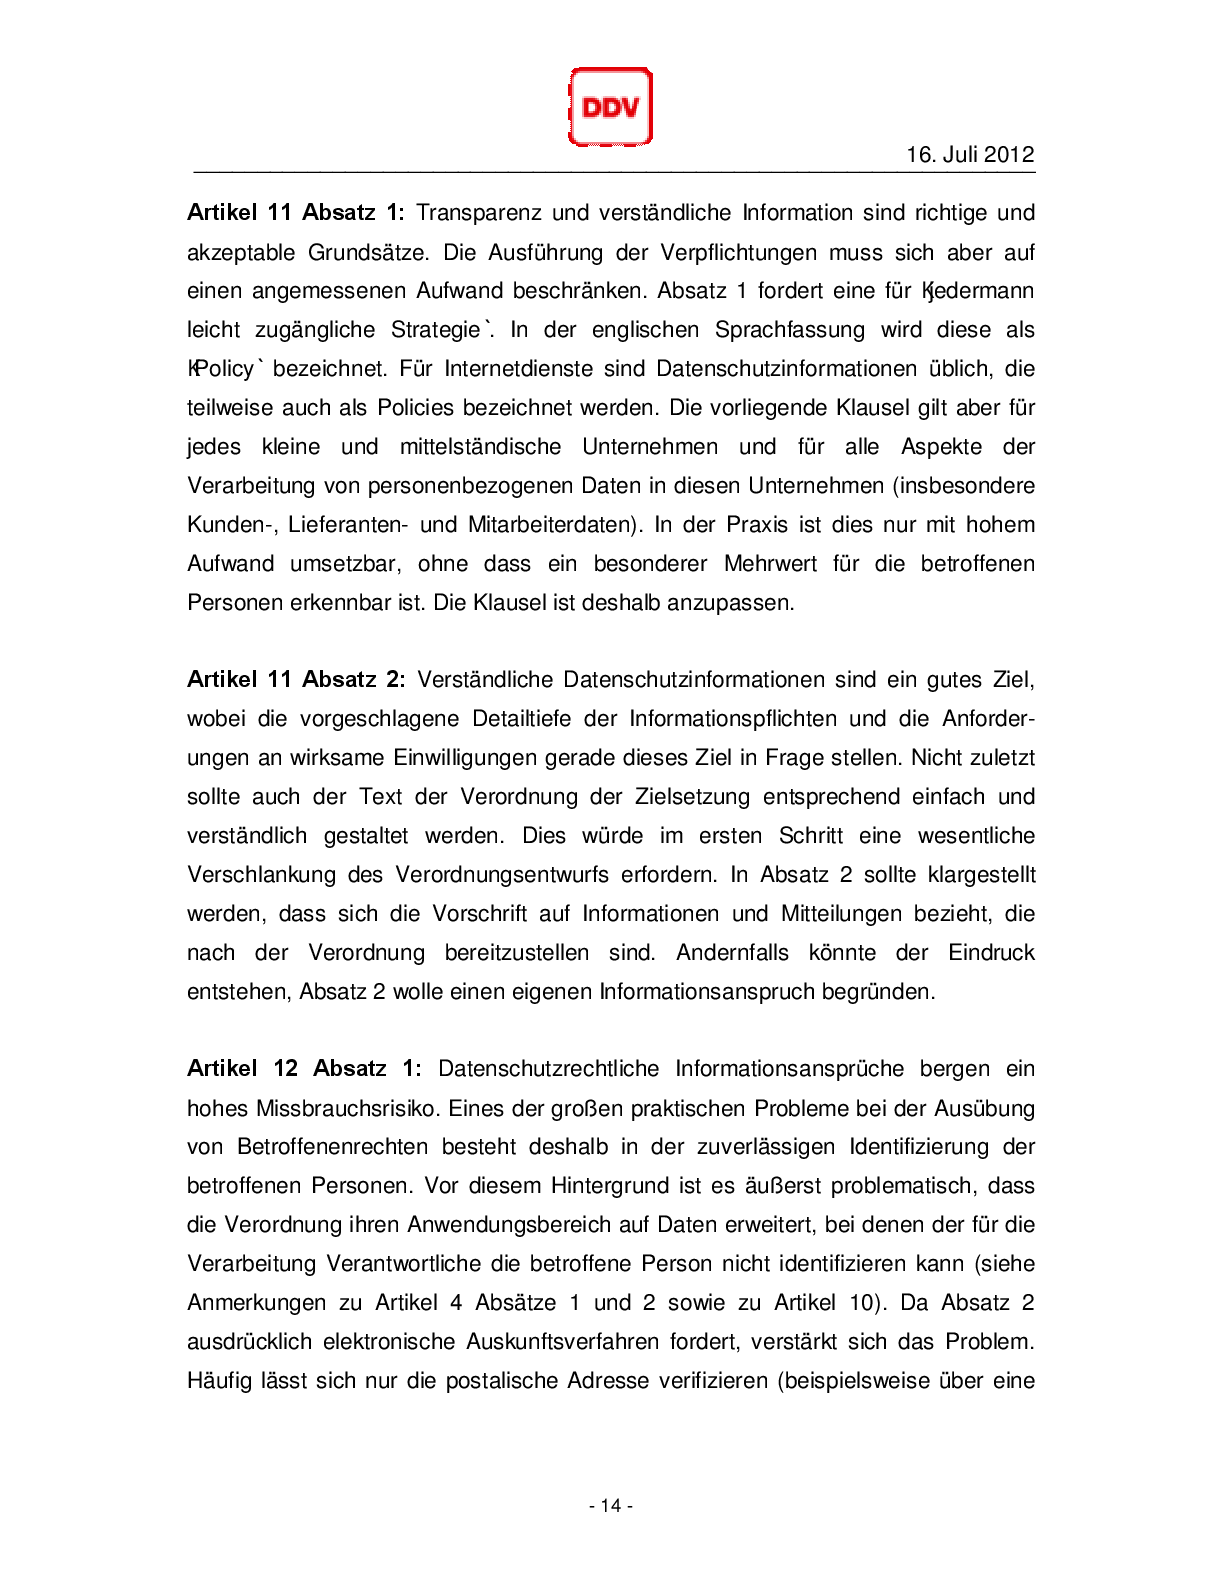 DDV
16. Juli 2012
Artikel 11 Absatz 1: Transparenz und verständliche Information sind richtige und
akzeptable Grundsätze. Die Ausführung der Verpflichtungen muss sich aber auf
einen angemessenen Aufwand beschränken. Absatz 1 fordert eine für Kjedermann
leicht zugängliche Strategie`. In der englischen Sprachfassung wird diese als
KPolicy` bezeichnet. Für Internetdienste sind Datenschutzinformationen üblich, die
teilweise auch als Policies bezeichnet werden. Die vorliegende Klausel gilt aber für
jedes kleine und mittelständische Unternehmen und für alle Aspekte der
Verarbeitung von personenbezogenen Daten in diesen Unternehmen (insbesondere
Kunden-, Lieferanten- und Mitarbeiterdaten). In der Praxis ist dies nur mit hohem
Aufwand umsetzbar, ohne dass ein besonderer Mehrwert für die betroffenen
Personen erkennbar ist. Die Klausel ist deshalb anzupassen.
Artikel 11 Absatz 2: Verständliche Datenschutzinformationen sind ein gutes Ziel,
wobei die vorgeschlagene Detailtiefe der Informationspflichten und die Anforder-
ungen an wirksame Einwilligungen gerade dieses Ziel in Frage stellen. Nicht zuletzt
sollte auch der Text der Verordnung der Zielsetzung entsprechend einfach und
verständlich gestaltet werden. Dies würde im ersten Schritt eine wesentliche
Verschlankung des Verordnungsentwurfs erfordern. In Absatz 2 sollte klargestellt
werden, dass sich die Vorschrift auf Informationen und Mitteilungen bezieht, die
nach der Verordnung bereitzustellen sind. Andernfalls könnte der Eindruck
entstehen, Absatz 2 wolle einen eigenen Informationsanspruch begründen.
Artikel 12 Absatz 1: Datenschutzrechtliche Informationsansprüche bergen ein
hohes Missbrauchsrisiko. Eines der großen praktischen Probleme bei der Ausübung
von Betroffenenrechten besteht deshalb in der zuverlässigen Identifizierung der
betroffenen Personen. Vor diesem Hintergrund ist es äußerst problematisch, dass
die Verordnung ihren Anwendungsbereich auf Daten erweitert, bei denen der für die
Verarbeitung Verantwortliche die betroffene Person nicht identifizieren kann (siehe
Anmerkungen zu Artikel 4 Absätze 1 und 2 sowie zu Artikel 10). Da Absatz 2
ausdrücklich elektronische Auskunftsverfahren fordert, verstärkt sich das Problem.
Häufig lässt sich nur die postalische Adresse verifizieren (beispielsweise über eine
- 14 -